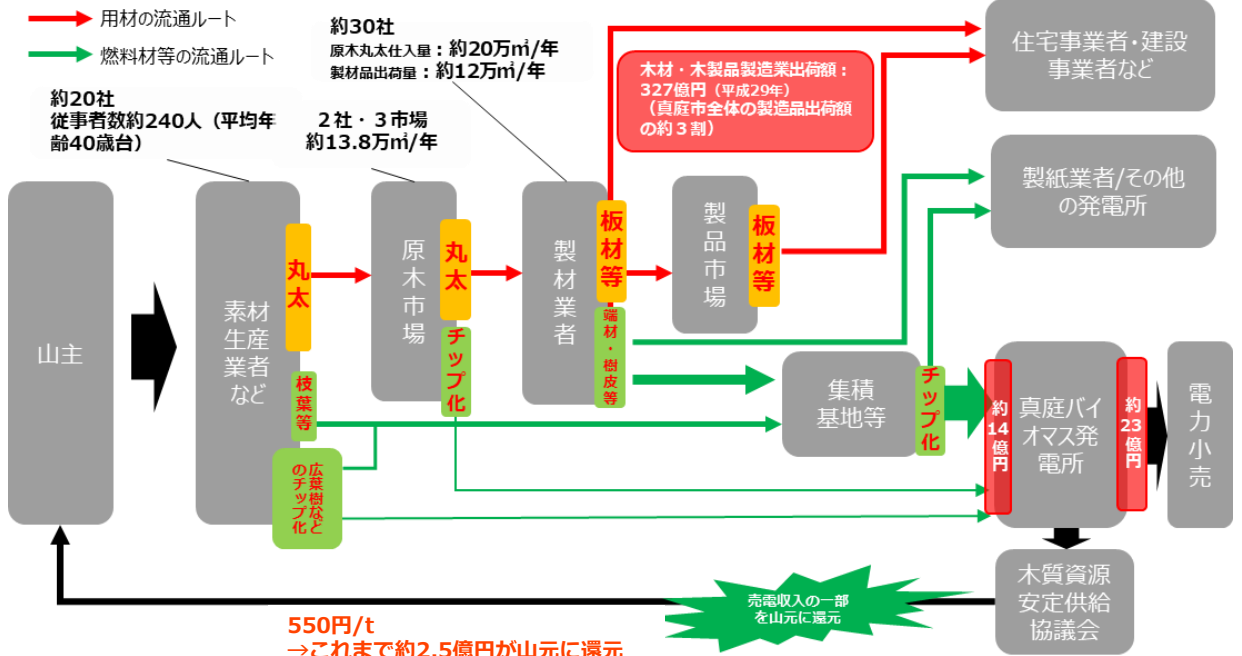 用材の流通ルート
燃料材等の流通ルート
約20社
従事者数約240人（平均年
齢40歳台）
２社・３市場
約13.8万㎥/年
約30社
原木丸太仕入量：約20万㎥/年
製材品出荷量：約12万㎥/年
木材・木製品製造業出荷額：
327億円（平成29年）
（真庭市全体の製造品出荷額
の約３割）
住宅事業者・建設
事業者など
製紙業者/その他
の発電所
山主
素材
生産
業者
など
丸太
枝葉等
広葉樹など
のチップ化
原木市場
丸太
チップ化
製材業者
板材等
端材・樹皮等
製品市場
板材等
集積
基地等
チップ化
約14億円
真庭バイ
オマス発
電所
約23億円
電力小売
木質資源
安定供給
協議会
売電収入の一部
を山元に還元
550円/t
→これまで約2.5億円が山元に還元